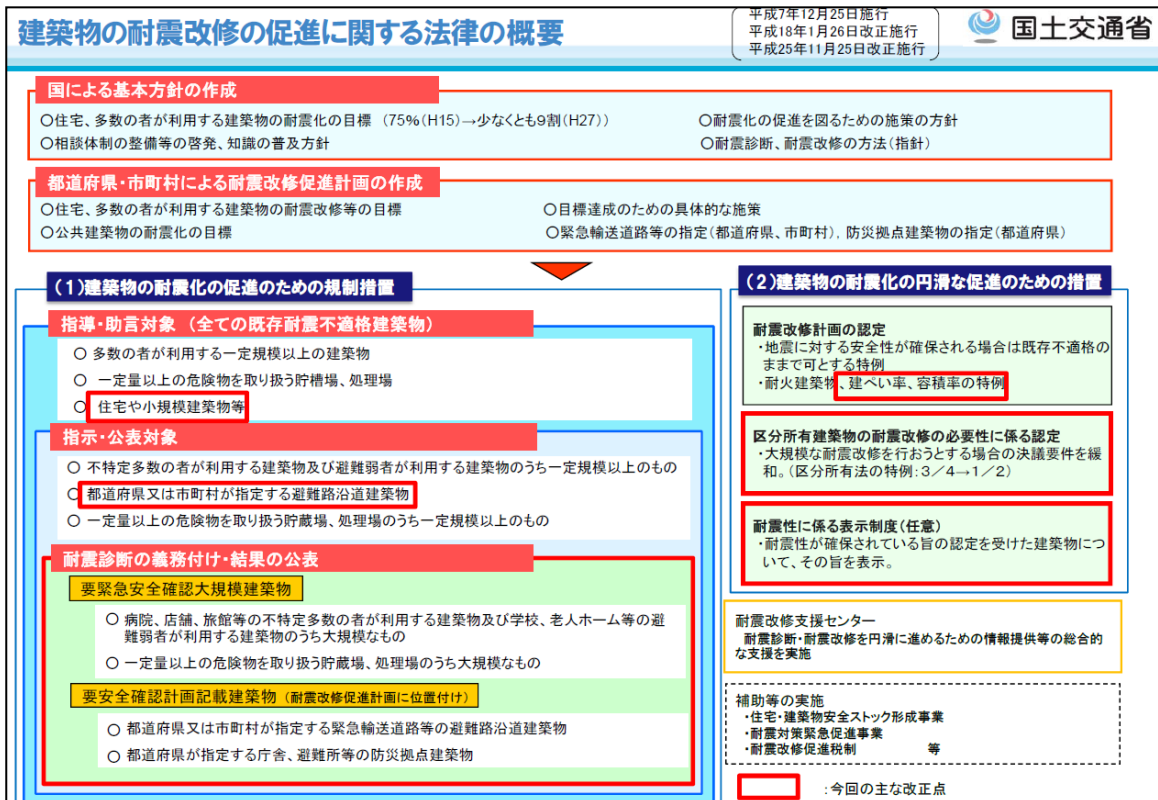 建築物の耐震改修の促進に関する法律の概要
平成7年12月25日施行
平成18年1月26日改正施行
平成25年11月25日改正施行
国土交通省
国による基本方針の作成
○住宅、多数の者が利用する建築物の耐震化の目標 (75%(H15)→少なくとも9割(H27))
○耐震化の促進を図るための施策の方針
○相談体制の整備等の啓発、知識の普及方針
○耐震診断、耐震改修の方法(指針)
都道府県・市町村による耐震改修促進計画の作成
○住宅、多数の者が利用する建築物の耐震改修等の目標
○目標達成のための具体的な施策
○公共建築物の耐震化の目標
○緊急輸送道路等の指定(都道府県、市町村)，防災拠点建築物の指定(都道府県)
(1)建築物の耐震化の促進のための規制措置
指導・助言対象 (全ての既存耐震不適格建築物)
○ 多数の者が利用する一定規模以上の建築物
○ 一定量以上の危険物を取り扱う貯槽場、処理場
○ 住宅や小規模建築物等
指示・公表対象
○ 不特定多数の者が利用する建築物及び避難弱者が利用する建築物のうち一定規模以上のもの
○ 都道府県又は市町村が指定する避難路沿道建築物
○ 一定量以上の危険物を取り扱う貯蔵場、処理場のうち一定規模以上のもの
耐震診断の義務付け・結果の公表
要緊急安全確認大規模建築物
○ 病院、店舗、旅館等の不特定多数の者が利用する建築物及び学校、老人ホーム等の避
難弱者が利用する建築物のうち大規模なもの
○ 一定量以上の危険物を取り扱う貯蔵場、処理場のうち大規模なもの
要安全確認計画記載建築物 (耐震改修促進計画に位置付け)
○ 都道府県又は市町村が指定する緊急輸送道路等の避難路沿道建築物
○ 都道府県が指定する庁舎、避難所等の防災拠点建築物
(2)建築物の耐震化の円滑な促進のための措置
耐震改修計画の認定
・地震に対する安全性が確保される場合は既存不適格の
ままで可とする特例
・耐火建築物、建ぺい率、容積率の特例
区分所有建築物の耐震改修の必要性に係る認定
・大規模な耐震改修を行おうとする場合の決議要件を緩
和。(区分所有法の特例：3／4→1／2)
耐震性に係る表示制度(任意)
・耐震性が確保されている旨の認定を受けた建築物につ
いて、その旨を表示。
耐震改修支援センター
耐震診断・耐震改修を円滑に進めるための情報提供等の総合的
な支援を実施
補助等の実施
・住宅・建築物安全ストック形成事業
・耐震対策緊急促進事業
・耐震改修促進税制 等
：今回の主な改正点